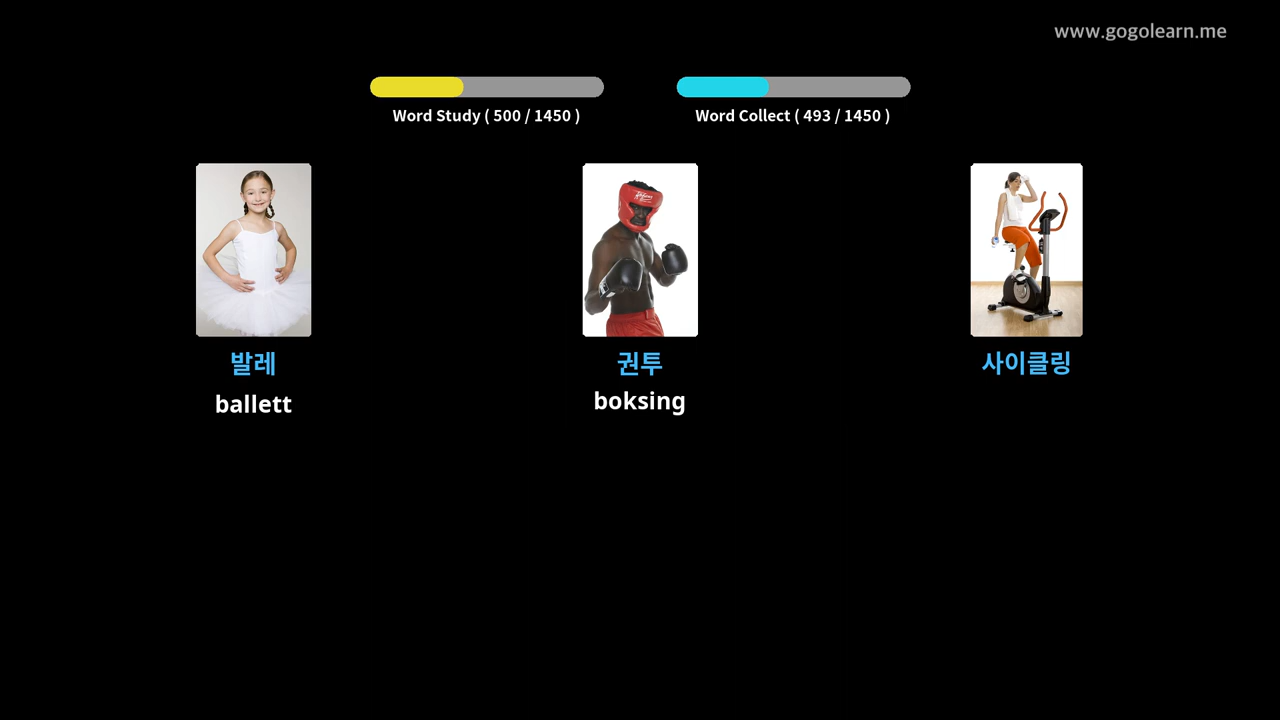 www.gogolearn.me
Word Study ( 500 / 1450 )
Word Collect ( 493 / 1450 )
발레
권투
사이클링
ballett
boksing